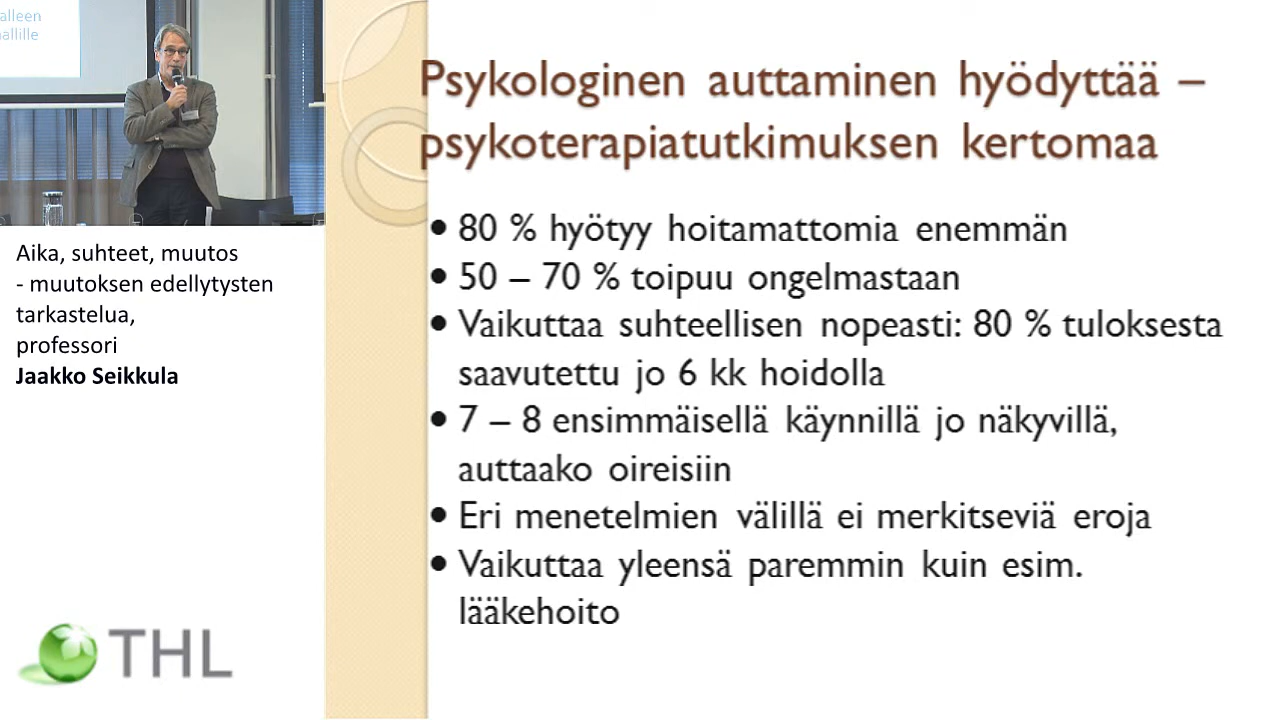 alleen
allille
Aika, suhteet, muutos
- muutoksen edellytysten
tarkastelua,
professori
Jaakko Seikkula
THL
Psykologinen auttaminen hyödyttää –
psykoterapiatutkimuksen kertomaa
• 80 % hyötyy hoitamattomia enemmän
• 50 – 70 % toipuu ongelmastaan
• Vaikuttaa suhteellisen nopeasti: 80 % tuloksesta
saavutettu jo 6 kk hoidolla
• 7 – 8 ensimmäisellä käynnillä jo näkyvillä,
auttaako oireisiin
• Eri menetelmien välillä ei merkitseviä eroja
• Vaikuttaa yleensä paremmin kuin esim.
lääkehoito